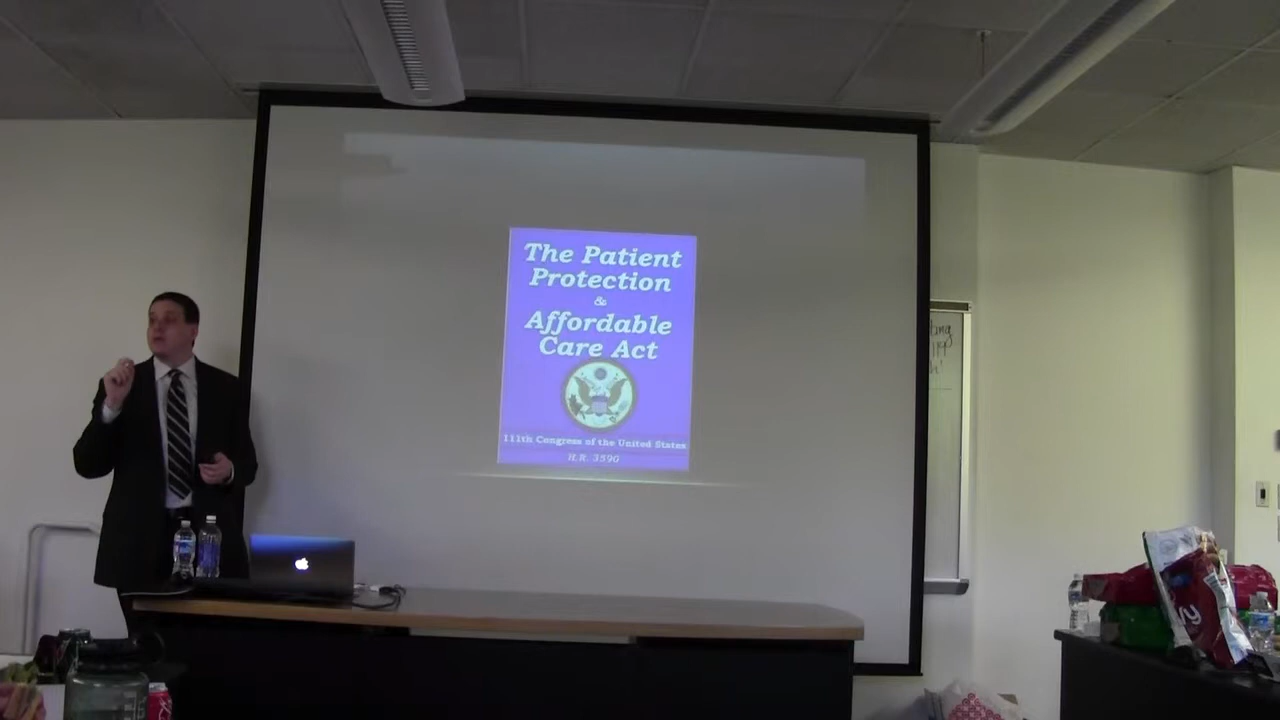 The Patient
Protection
&
Affordable
Care Act
111th Congress of the United States
H.R. 3590